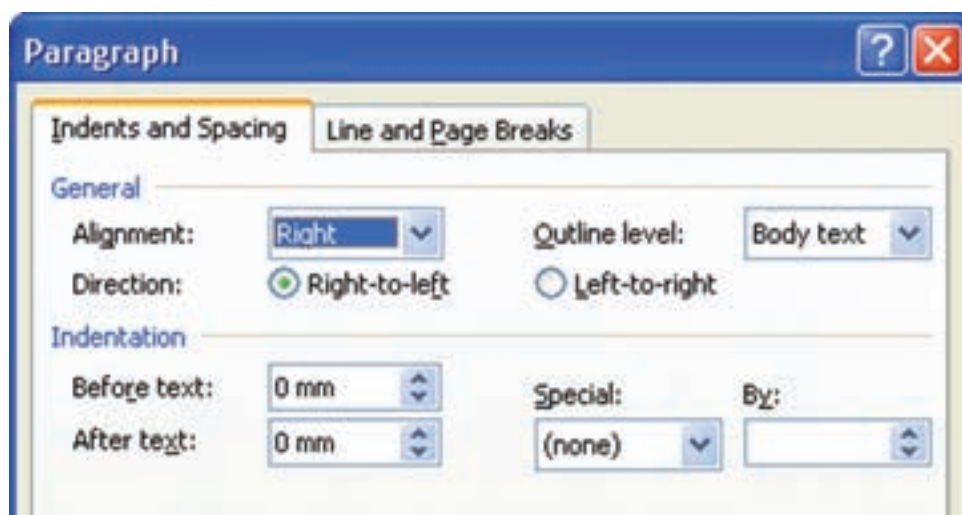 Paragraph
Indents and Spacing Line and Page Breaks
General
Alignment: Right Outline level: Body text
Direction: Right-to-left Left-to-right
Indentation
Before text: 0 mm Special: By:
After text: 0 mm (none)